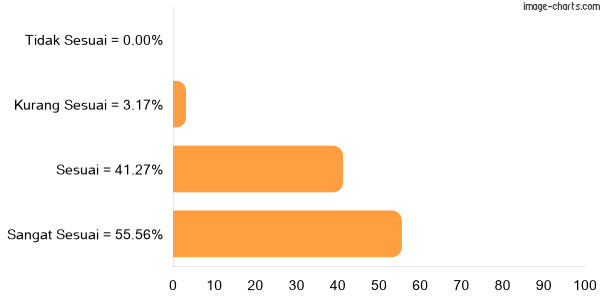 image-charts.com
Tidak Sesuai = 0.00%
Kurang Sesuai = 3.17%
Sesuai = 41.27%
Sangat Sesuai = 55.56%
0 10 20 30 40 50 60 70 80 90 100